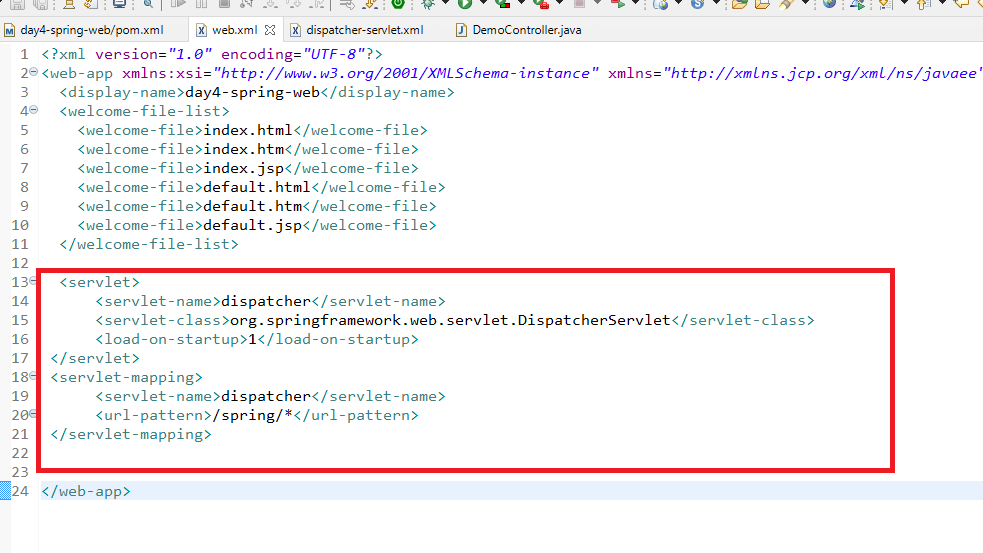 day4-spring-web/pom.xml web.xml dispatcher-servlet.xml DemoController.java
1 <?xml version="1.0" encoding="UTF-8"?>
2 <web-app xmlns:xsi="http://www.w3.org/2001/XMLSchema-instance" xmlns="http://xmlns.jcp.org/xml/ns/javaee"
3 <display-name>day4-spring-web</display-name>
4 <welcome-file-list>
5 <welcome-file>index.html</welcome-file>
6 <welcome-file>index.htm</welcome-file>
7 <welcome-file>index.jsp</welcome-file>
8 <welcome-file>default.html</welcome-file>
9 <welcome-file>default.htm</welcome-file>
10 <welcome-file>default.jsp</welcome-file>
11 </welcome-file-list>
12
13 <servlet>
14 <servlet-name>dispatcher</servlet-name>
15 <servlet-class>org.springframework.web.servlet.DispatcherServlet</servlet-class>
16 <load-on-startup>1</load-on-startup>
17 </servlet>
18 <servlet-mapping>
19 <servlet-name>dispatcher</servlet-name>
20 <url-pattern>/spring/*</url-pattern>
21 </servlet-mapping>
22
23
24 </web-app>